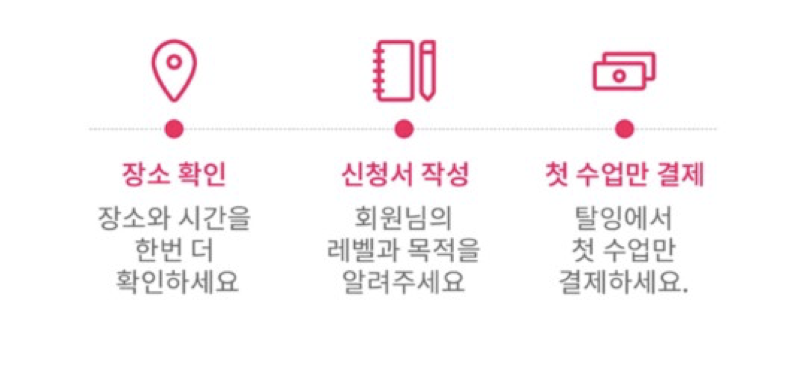 장소 확인
장소와 시간을
한번 더
확인하세요
신청서 작성
회원님의
레벨과 목적을
알려주세요
첫 수업만 결제
탈잉에서
첫 수업만
결제하세요.